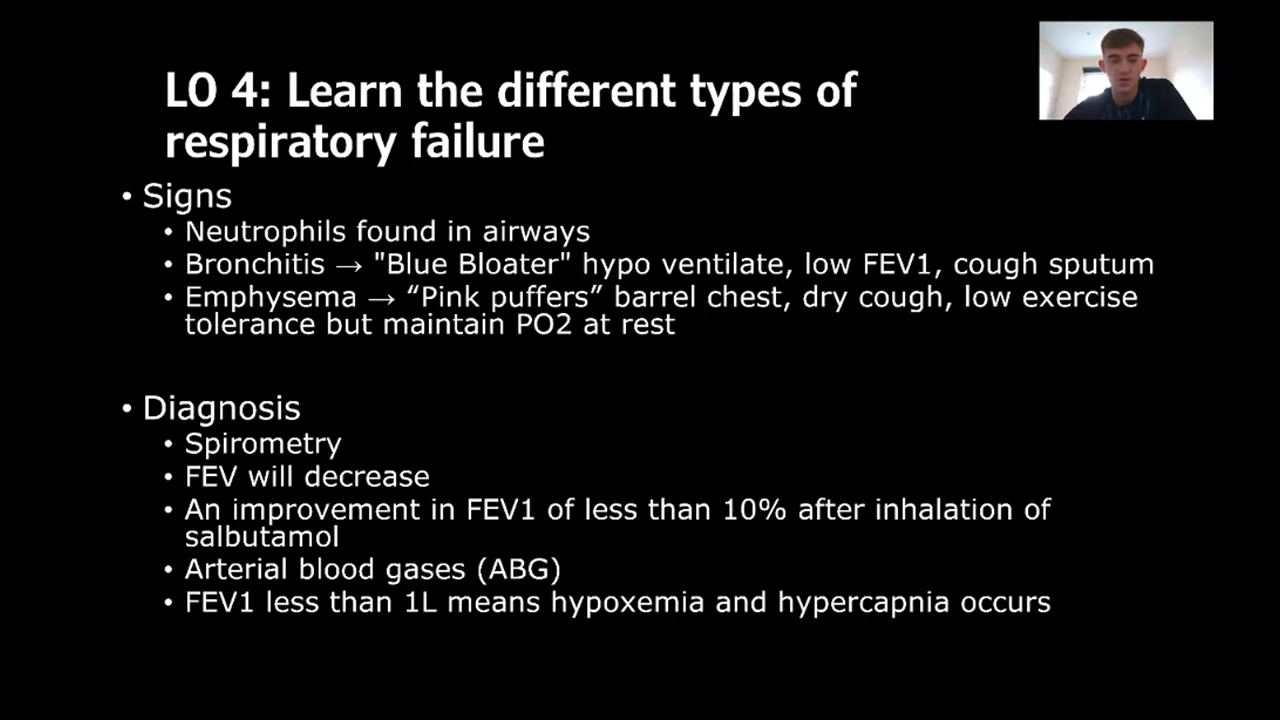 LO 4: Learn the different types of
respiratory failure
• Signs
• Neutrophils found in airways
• Bronchitis → "Blue Bloater" hypo ventilate, low FEV1, cough sputum
• Emphysema → “Pink puffers” barrel chest, dry cough, low exercise
tolerance but maintain PO2 at rest
• Diagnosis
• Spirometry
• FEV will decrease
• An improvement in FEV1 of less than 10% after inhalation of
salbutamol
• Arterial blood gases (ABG)
• FEV1 less than 1L means hypoxemia and hypercapnia occurs